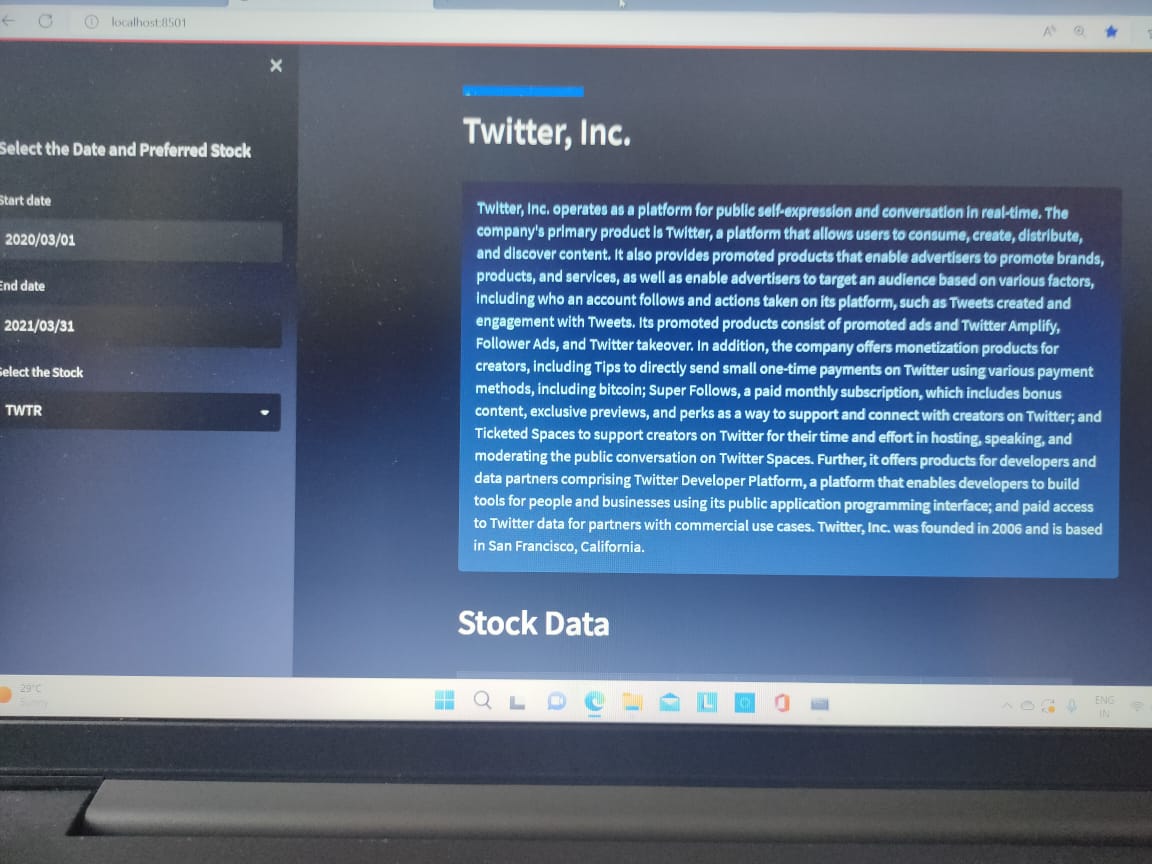 localhost:8501
Select the Date and Preferred Stock
Start date
2020/03/01
End date
2021/03/31
Select the Stock
TWTR
Twitter, Inc.
Twitter, Inc. operates as a platform for public self-expression and conversation in real-time. The
company's primary product is Twitter, a platform that allows users to consume, create, distribute,
and discover content. It also provides promoted products that enable advertisers to promote brands,
products, and services, as well as enable advertisers to target an audience based on various factors,
including who an account follows and actions taken on its platform, such as Tweets created and
engagement with Tweets. Its promoted products consist of promoted ads and Twitter Amplify,
Follower Ads, and Twitter takeover. In addition, the company offers monetization products for
creators, including Tips to directly send small one-time payments on Twitter using various payment
methods, including bitcoin; Super Follows, a paid monthly subscription, which includes bonus
content, exclusive previews, and perks as a way to support and connect with creators on Twitter; and
Ticketed Spaces to support creators on Twitter for their time and effort in hosting, speaking, and
moderating the public conversation on Twitter Spaces. Further, it offers products for developers and
data partners comprising Twitter Developer Platform, a platform that enables developers to build
tools for people and businesses using its public application programming interface; and paid access
to Twitter data for partners with commercial use cases. Twitter, Inc. was founded in 2006 and is based
in San Francisco, California.
Stock Data
29°C
Sunny
ENG
IN